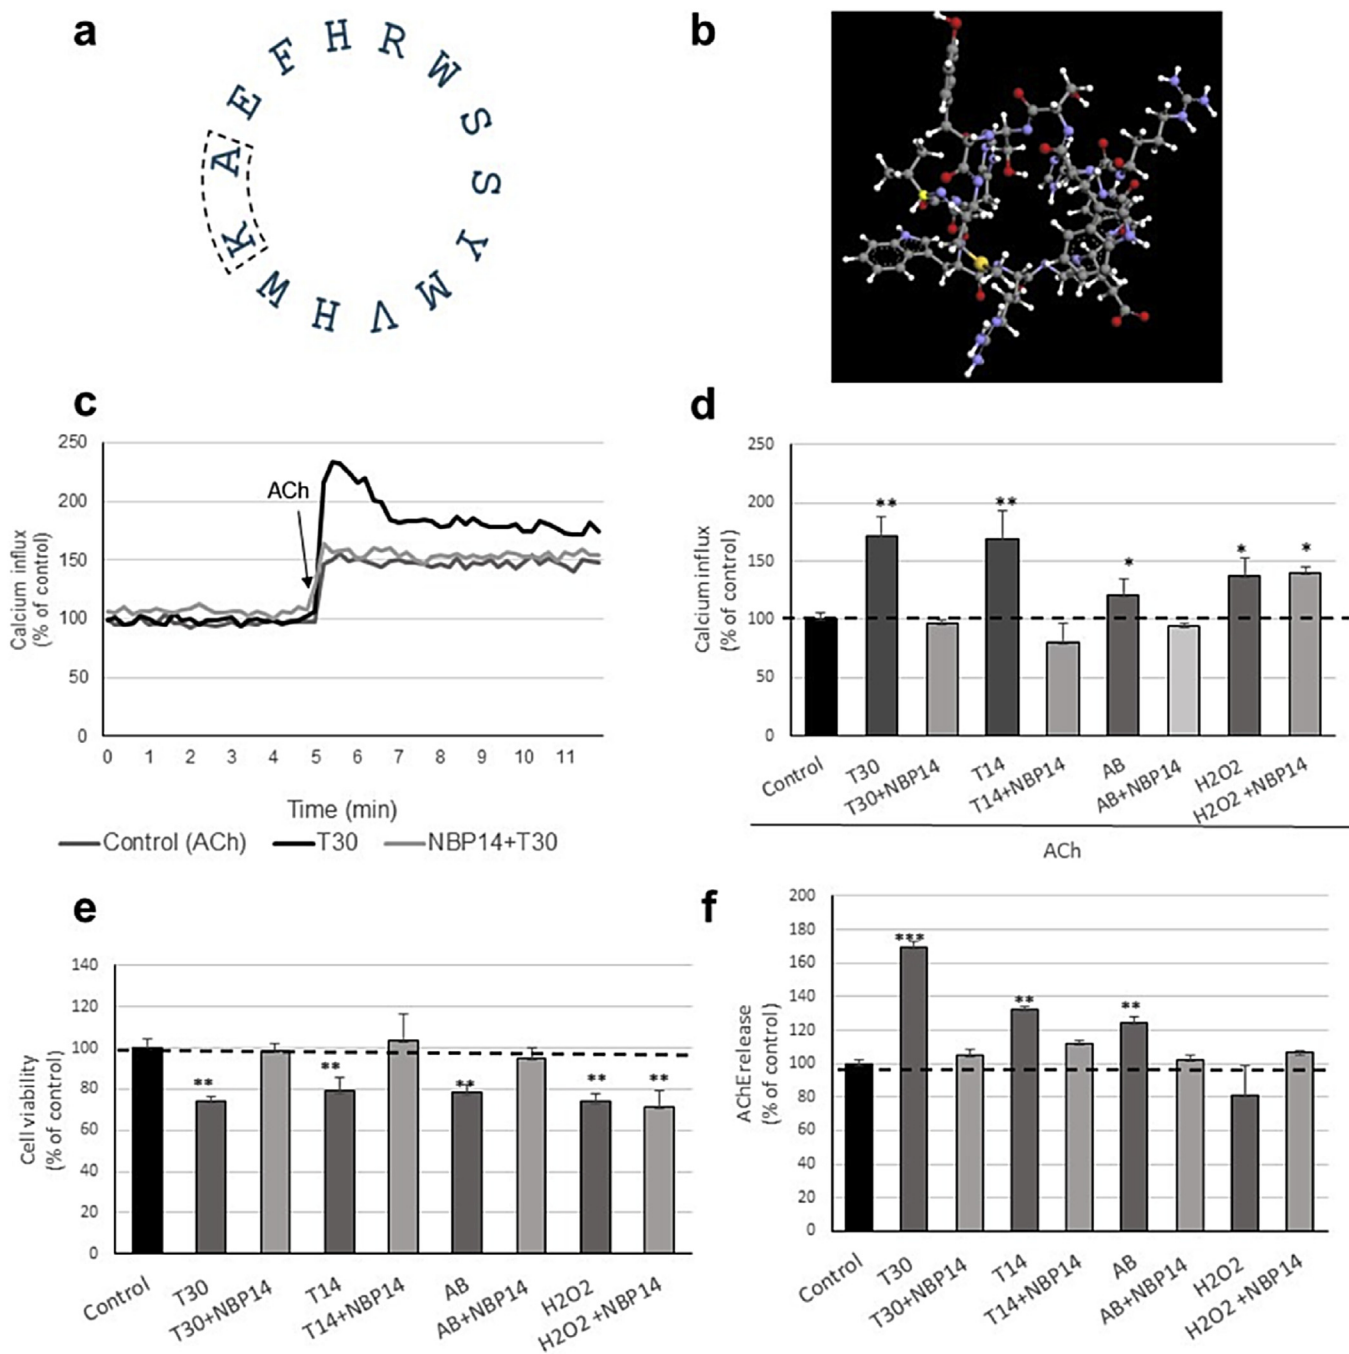 a
A E F H R W S S Y M V H W K
b
c
Calcium influx
(% of control)
250
200
150
100
50
0
ACh
0 1 2 3 4 5 6 7 8 9 10 11
Time (min)
Control (ACh) T30 NBP14+T30
d
Calcium influx
(% of control)
250
200
150
100
50
0
** ** * * *
Control T30 T30+NBP14 T14 T14+NBP14 AB AB+NBP14 H2O2 H2O2 +NBP14
ACh
e
Cell viability
(% of control)
140
120
100
80
60
40
20
0
** ** ** ** **
Control T30 T30+NBP14 T14 T14+NBP14 AB AB+NBP14 H2O2 H2O2 +NBP14
f
AChE release
(% of control)
200
180
160
140
120
100
80
60
40
20
0
*** ** **
Control T30 T30+NBP14 T14 T14+NBP14 AB AB+NBP14 H2O2 H2O2 +NBP14